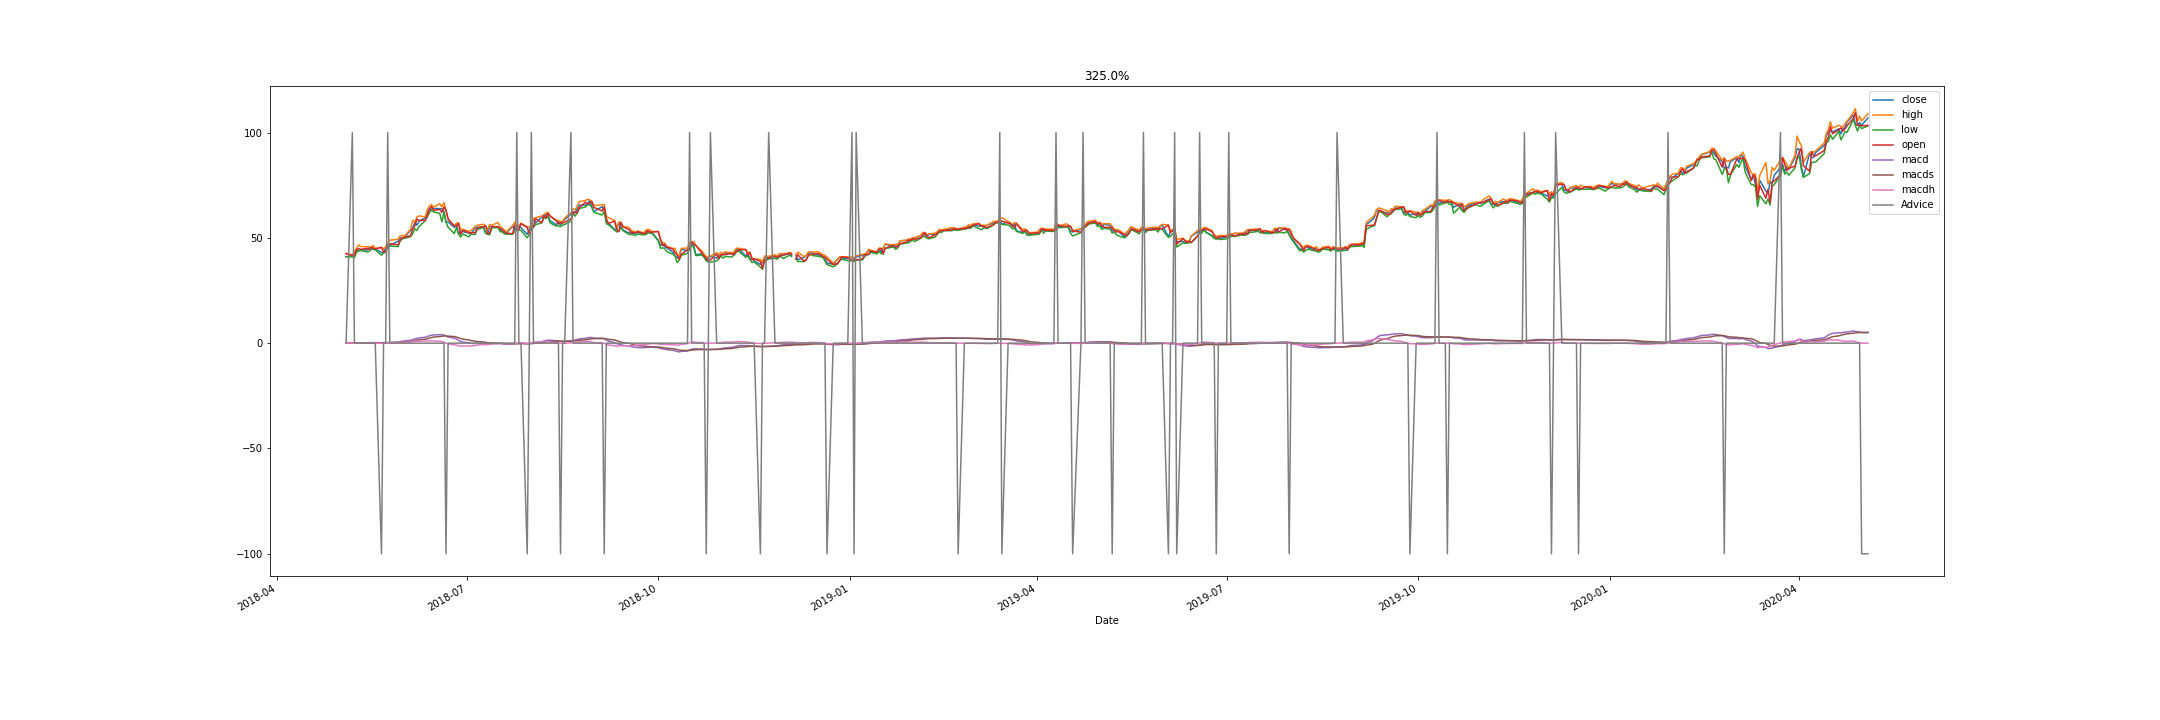 325.0%
close
high
low
open
macd
macds
macdh
Advice
100
50
0
−50
−100
2018-04
2018-07
2018-10
2019-01
2019-04
2019-07
2019-10
2020-01
2020-04
Date